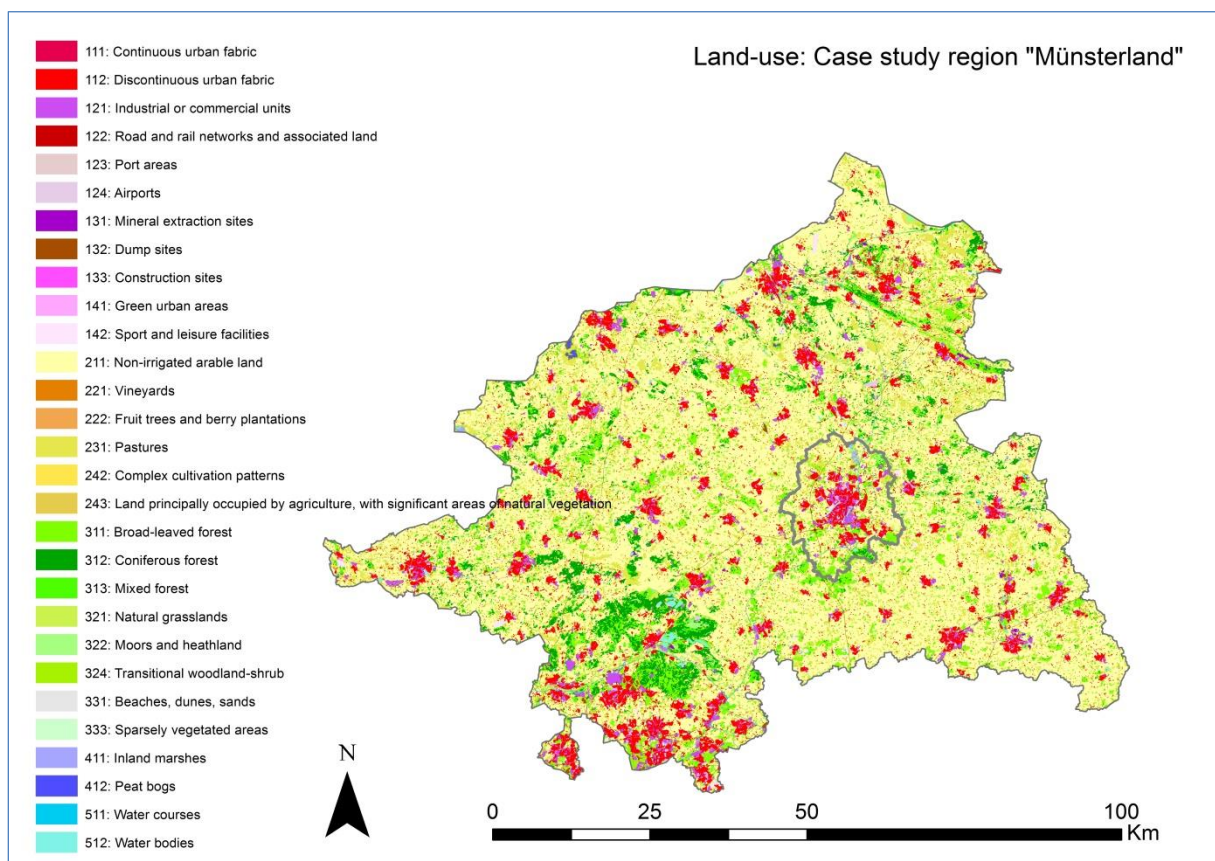 Land-use: Case study region "Münsterland"
111: Continuous urban fabric
112: Discontinuous urban fabric
121: Industrial or commercial units
122: Road and rail networks and associated land
123: Port areas
124: Airports
131: Mineral extraction sites
132: Dump sites
133: Construction sites
141: Green urban areas
142: Sport and leisure facilities
211: Non-irrigated arable land
221: Vineyards
222: Fruit trees and berry plantations
231: Pastures
242: Complex cultivation patterns
243: Land principally occupied by agriculture, with significant areas of natural vegetation
311: Broad-leaved forest
312: Coniferous forest
313: Mixed forest
321: Natural grasslands
322: Moors and heathland
324: Transitional woodland-shrub
331: Beaches, dunes, sands
333: Sparsely vegetated areas
411: Inland marshes
412: Peat bogs
511: Water courses
512: Water bodies
N
0 25 50 100
Km